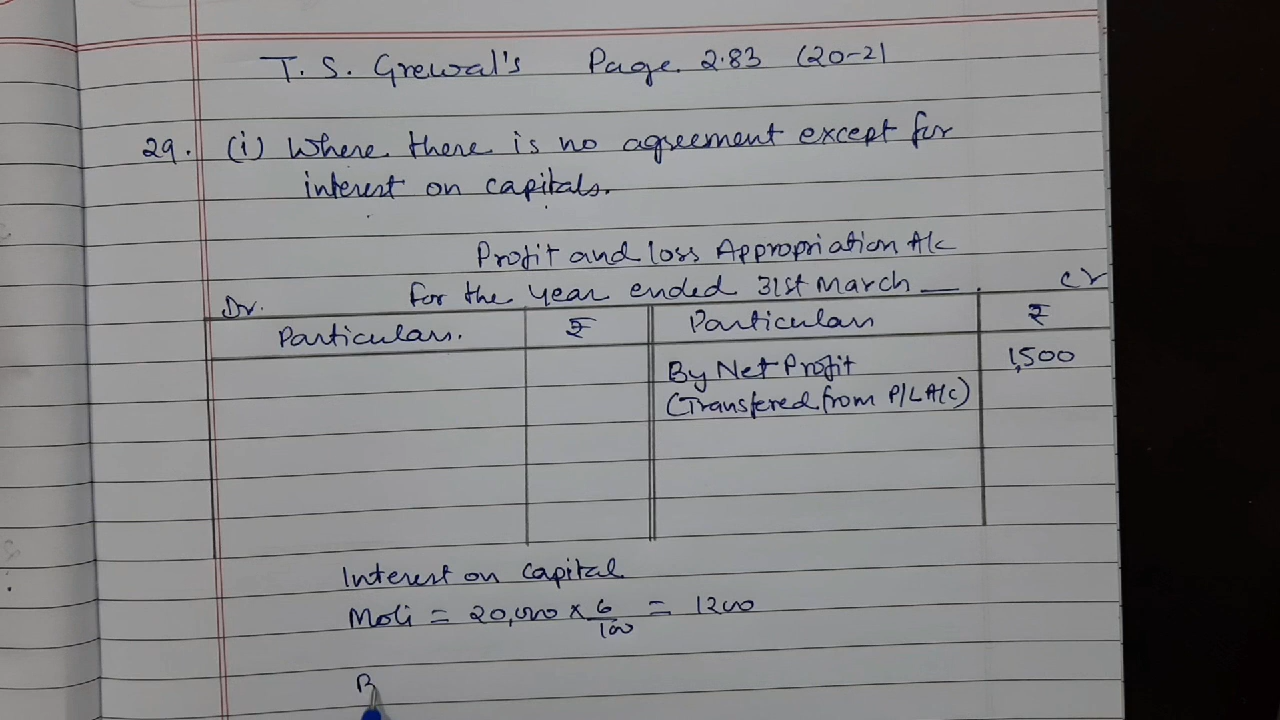 T. S. Grewal's Page. 2.83 (20-21
29. (i) Where there is no agreement except for
interest on capitals.
Profit and loss Appropriation A/c
Dr. for the year ended 31st March — . Cr
Particulars. ₹ Particulars ₹
By Net Profit 1,500
(Transfered from P/L A/c)
Interest on capital
Moli = 20,000 × 6/100 = 1200
B